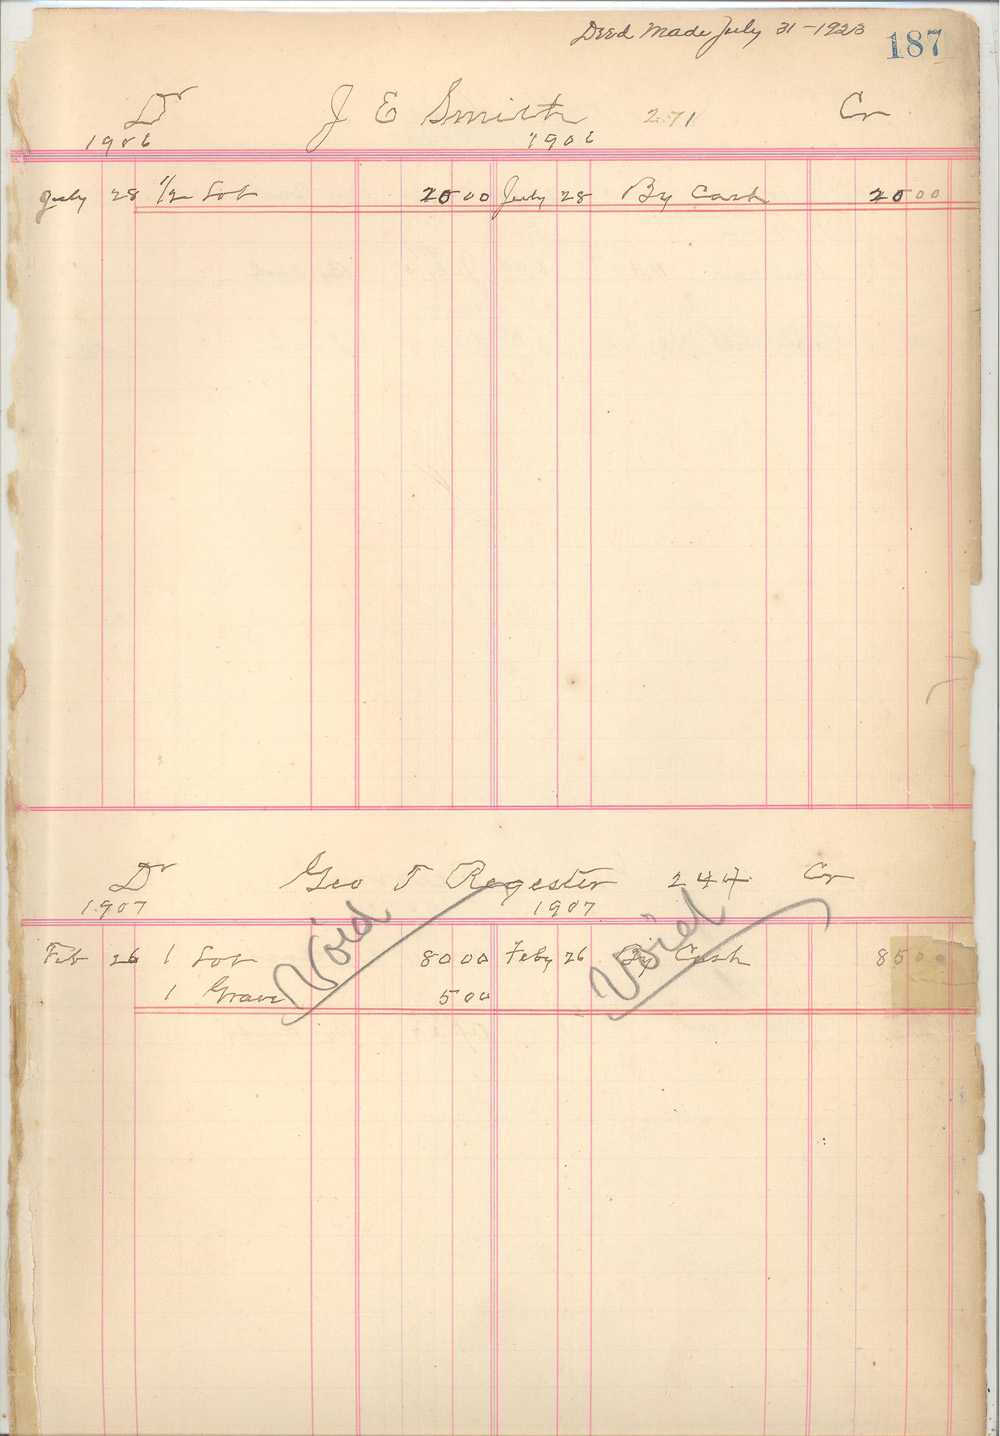 Deed Made July 31-1923 187
Dr J E Smith 271 Cr
1906 1906
July 28 1/2 Lot 20 00 July 28 By Cash 20 00
Dr Geo T Regester 244 Cr
1907 1907
Feb 26 1 Lot 80 00 Feby 26 By Cash 85 00
1 Grave 5 00
Void Void